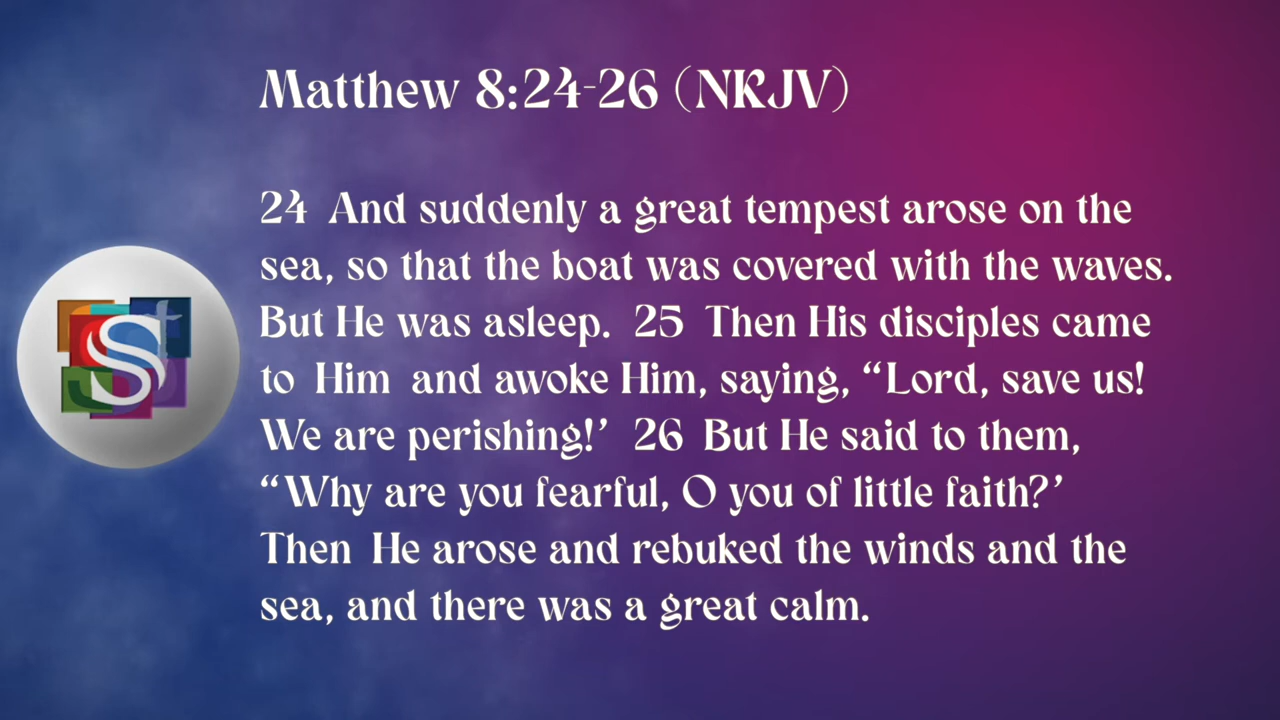 Matthew 8:24-26 (NKJV)
24 And suddenly a great tempest arose on the
sea, so that the boat was covered with the waves.
But He was asleep. 25 Then His disciples came
to Him and awoke Him, saying, “Lord, save us!
We are perishing!’ 26 But He said to them,
“Why are you fearful, O you of little faith?’
Then He arose and rebuked the winds and the
sea, and there was a great calm.
S